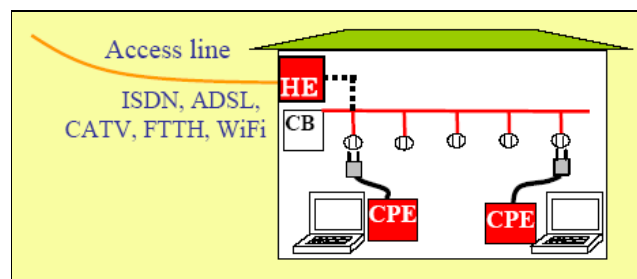 Access line
ISDN, ADSL,
CATV, FTTH, WiFi
HE
CB
CPE
CPE